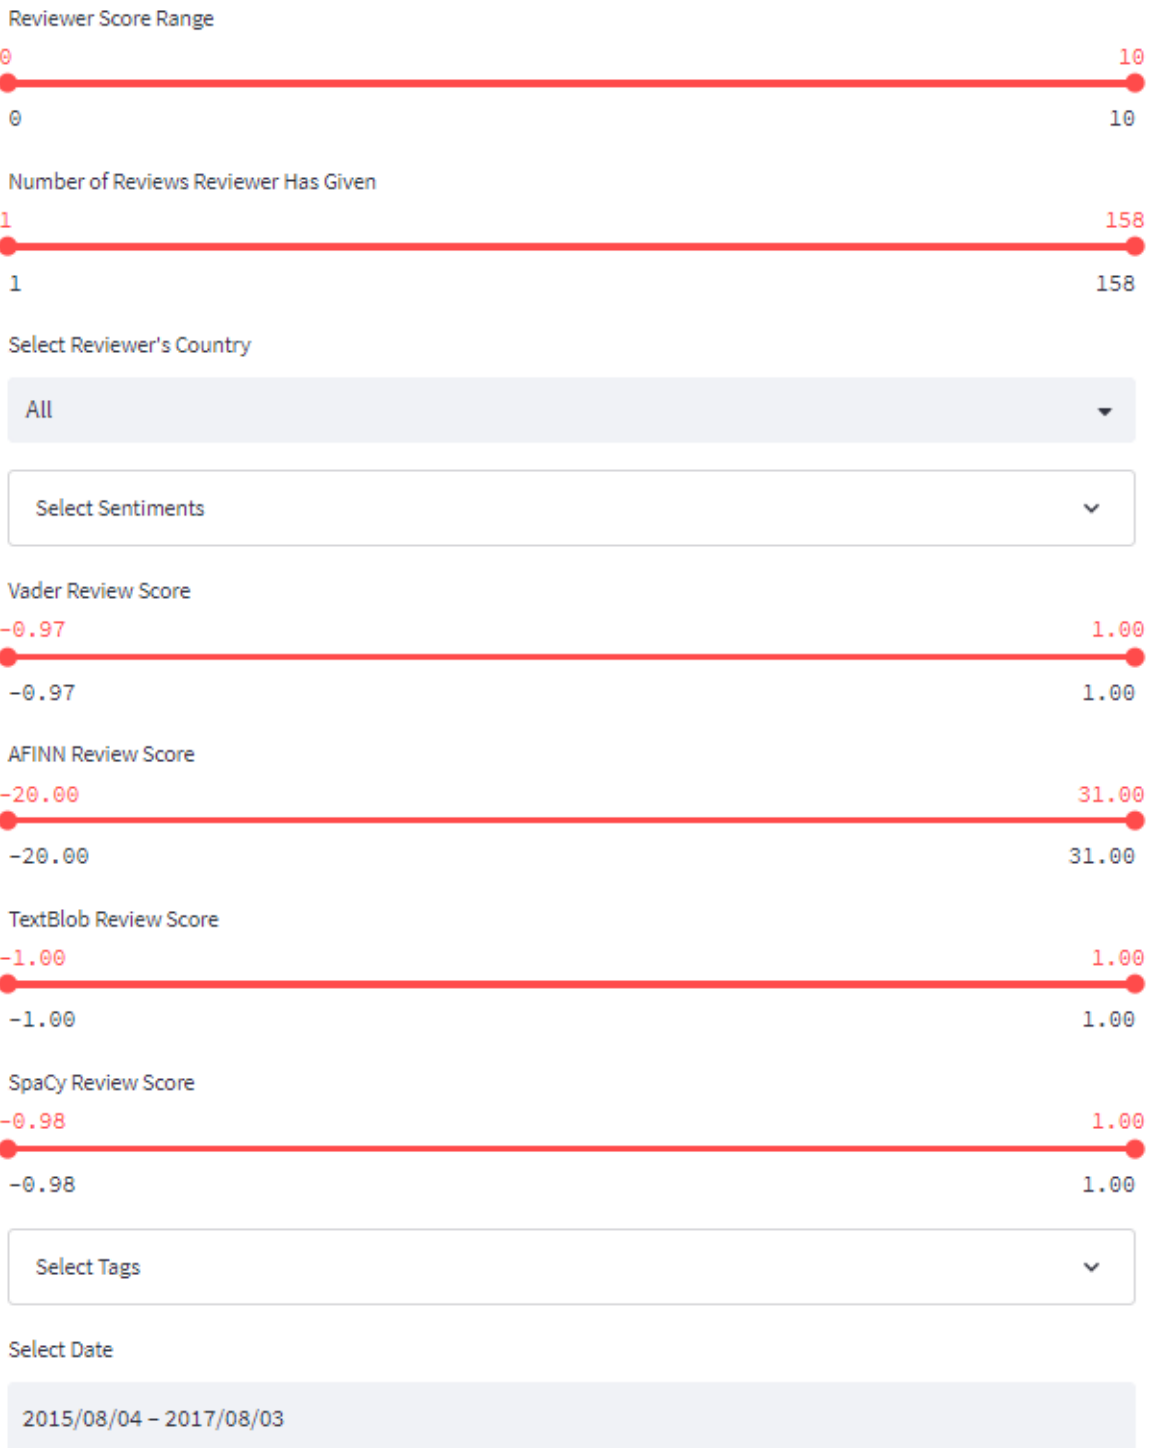 Reviewer Score Range
0 10
0 10
Number of Reviews Reviewer Has Given
1 158
1 158
Select Reviewer's Country
All
Select Sentiments
Vader Review Score
-0.97 1.00
-0.97 1.00
AFINN Review Score
-20.00 31.00
-20.00 31.00
TextBlob Review Score
-1.00 1.00
-1.00 1.00
SpaCy Review Score
-0.98 1.00
-0.98 1.00
Select Tags
Select Date
2015/08/04 – 2017/08/03